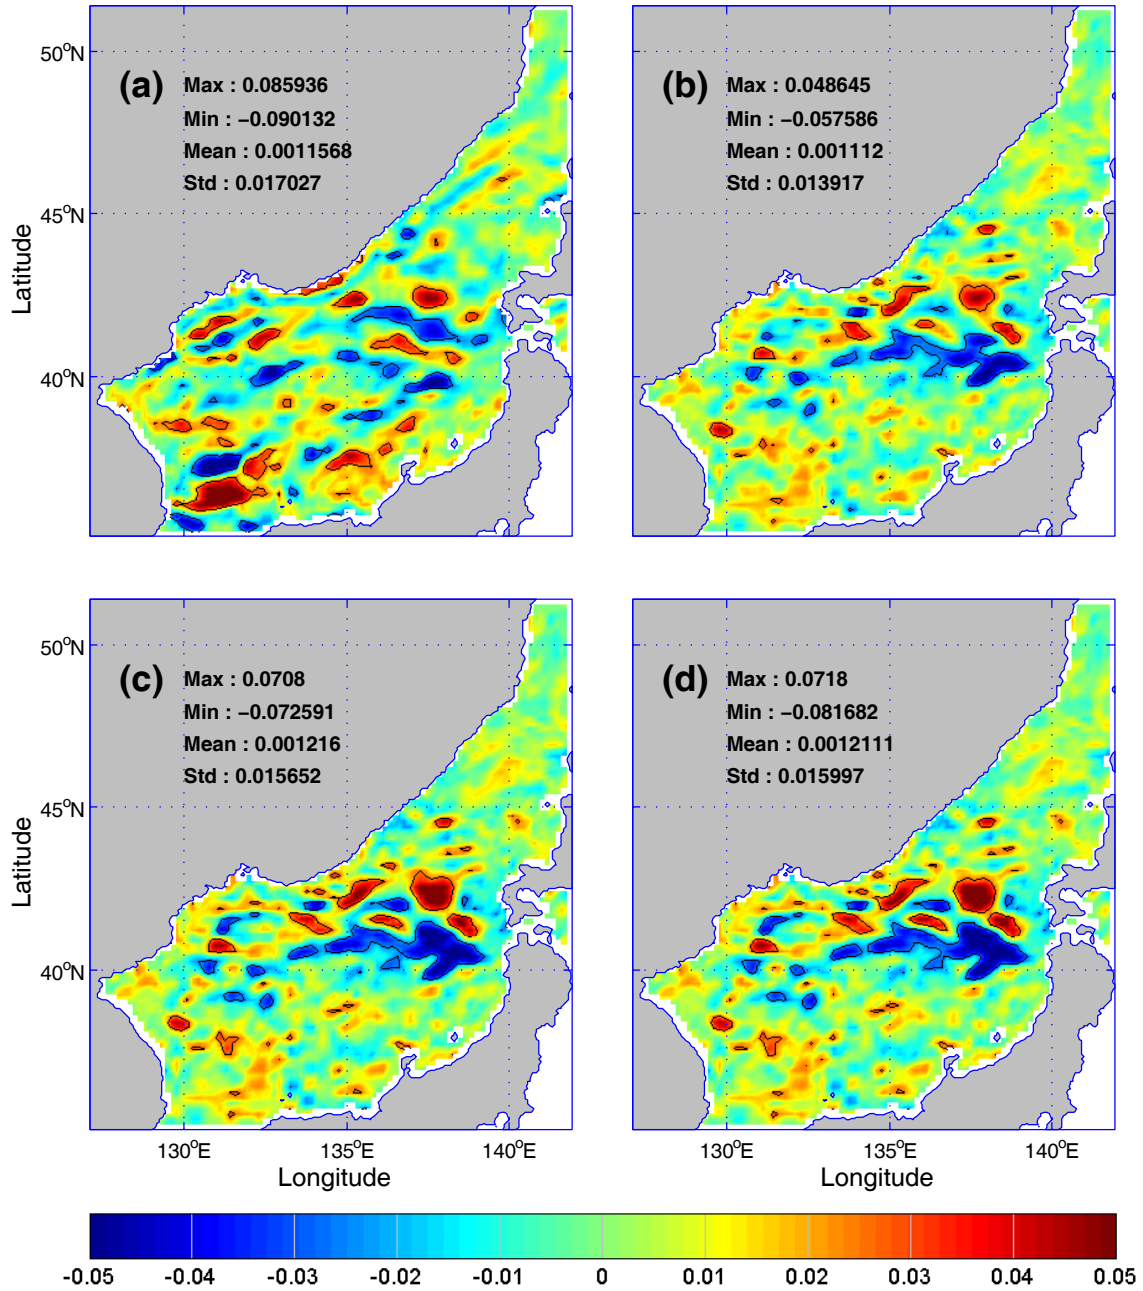 50°N
45°N
40°N
Latitude
(a)
Max : 0.085936
Min : −0.090132
Mean : 0.0011568
Std : 0.017027
(b)
Max : 0.048645
Min : −0.057586
Mean : 0.001112
Std : 0.013917
50°N
45°N
40°N
Latitude
(c)
Max : 0.0708
Min : −0.072591
Mean : 0.001216
Std : 0.015652
130°E 135°E 140°E
Longitude
(d)
Max : 0.0718
Min : −0.081682
Mean : 0.0012111
Std : 0.015997
130°E 135°E 140°E
Longitude
-0.05 -0.04 -0.03 -0.02 -0.01 0 0.01 0.02 0.03 0.04 0.05